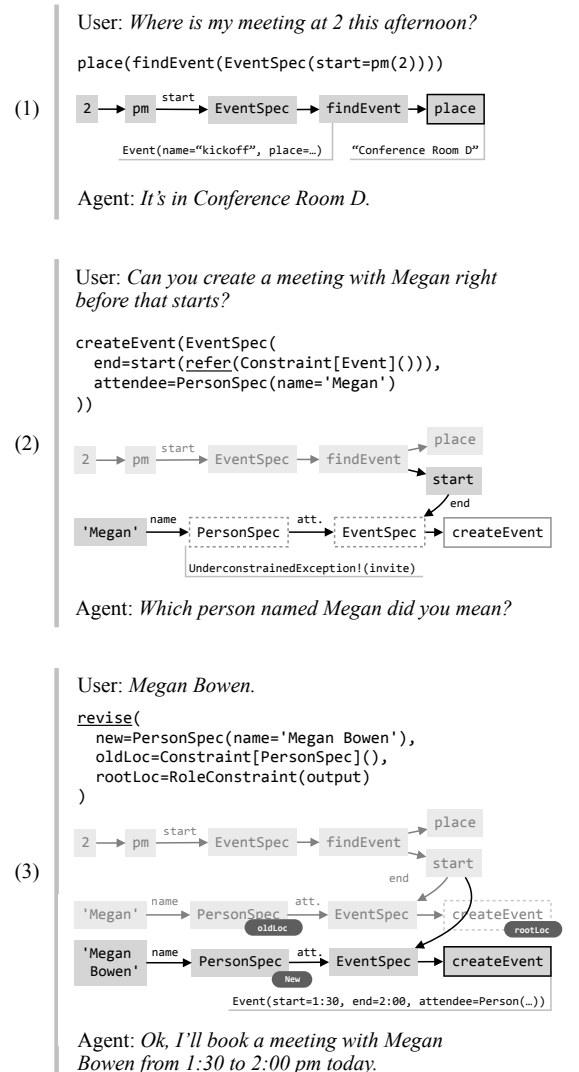 User: Where is my meeting at 2 this afternoon?
place(findEvent(EventSpec(start=pm(2))))
(1)
2 pm start EventSpec findEvent place
Event(name=“kickoff”, place=…) “Conference Room D”
Agent: It’s in Conference Room D.
User: Can you create a meeting with Megan right
before that starts?
createEvent(EventSpec(
end=start(refer(Constraint[Event]())),
attendee=PersonSpec(name='Megan')
))
(2)
place
2 pm start EventSpec findEvent
start
end
'Megan' name PersonSpec att. EventSpec createEvent
UnderconstrainedException!(invite)
Agent: Which person named Megan did you mean?
User: Megan Bowen.
revise(
new=PersonSpec(name='Megan Bowen'),
oldLoc=Constraint[PersonSpec](),
rootLoc=RoleConstraint(output)
)
place
2 pm start EventSpec findEvent
start
(3)
end
'Megan' name PersonSpec att. EventSpec createEvent
oldLoc rootLoc
'Megan
Bowen' name PersonSpec att. EventSpec createEvent
New
Event(start=1:30, end=2:00, attendee=Person(…))
Agent: Ok, I’ll book a meeting with Megan
Bowen from 1:30 to 2:00 pm today.